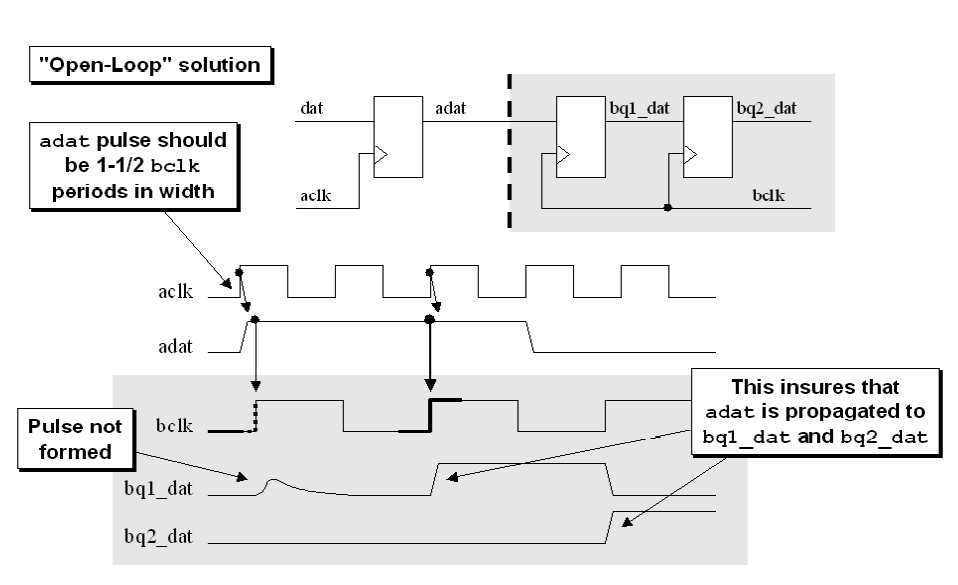 "Open-Loop" solution
dat
adat
bq1_dat
bq2_dat
adat pulse should
be 1-1/2 bclk
periods in width
aclk
bclk
aclk
adat
This insures that
adat is propagated to
bq1_dat and bq2_dat
Pulse not
formed
bclk
bq1_dat
bq2_dat